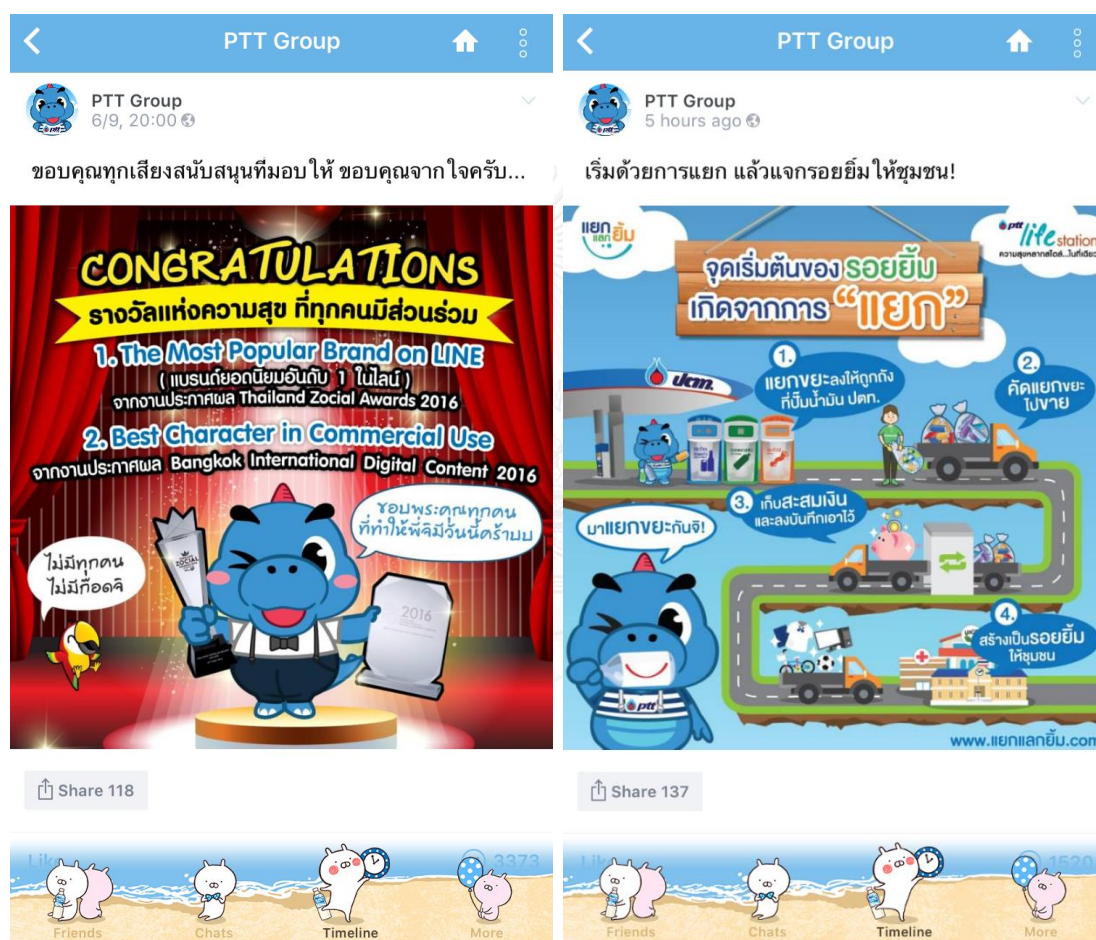 PTT Group
PTT Group
6/9, 20:00
ขอบคุณทุกเสียงสนับสนุนที่มอบให้ ขอบคุณจากใจครับ...
CONGRATULATIONS
รางวัลแห่งความสุข ที่ทุกคนมีส่วนร่วม
1. The Most Popular Brand on LINE
( แบรนด์ยอดนิยมอันดับ 1 ในไลน์ )
จากงานประกาศผล Thailand Zocial Awards 2016
2. Best Character in Commercial Use
จากงานประกาศผล Bangkok International Digital Content 2016
ขอบพระคุณทุกคน
ที่ทำให้พี่จิมีวันนี้คร้าบบ
ไม่มีทุกคน
ไม่มีก๊อดจิ
ZOCIAL
2016
Share 118
Like
3373
Friends
Chats
Timeline
More
PTT Group
PTT Group
5 hours ago
เริ่มด้วยการแยก แล้วแจกรอยยิ้มให้ชุมชน!
แยก
แลก
ยิ้ม
ptt life station
ความสุขหลากสไตล์...ในที่เดียว
จุดเริ่มต้นของ รอยยิ้ม
เกิดจากการ “แยก”
1.
แยกขยะลงให้ถูกถัง
ที่ปั๊มน้ำมัน ปตท.
ปตท.
2.
คัดแยกขยะ
ไปขาย
3.
เก็บสะสมเงิน
และลงบันทึกเอาไว้
มาแยกขยะกันจิ!
4.
สร้างเป็นรอยยิ้ม
ให้ชุมชน
ptt
www.แยกแลกยิ้ม.com
Share 137
Like
1520
Friends
Chats
Timeline
More